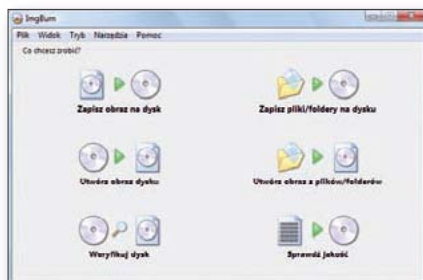 ImgBurn
Plik Widok Tryb Narzędzia Pomoc
Co chcesz zrobić?
Zapisz obraz na dysk
Zapisz pliki/foldery na dysku
Utwórz obraz dysku
Utwórz obraz z plików/folderów
Weryfikuj dysk
Sprawdź jakość